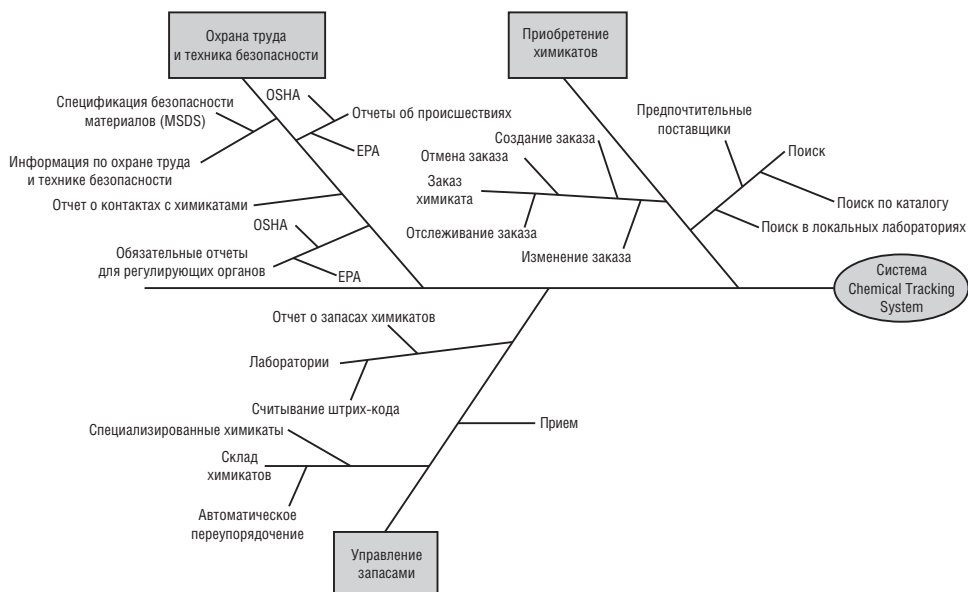 Охрана труда
и техника безопасности
Приобретение
химикатов
OSHA
Спецификация безопасности
материалов (MSDS)
Отчеты об происшествиях
EPA
Информация по охране труда
и технике безопасности
Отчет о контактах с химикатами
OSHA
Обязательные отчеты
для регулирующих органов
EPA
Создание заказа
Отмена заказа
Заказ
химиката
Отслеживание заказа
Изменение заказа
Предпочтительные
поставщики
Поиск
Поиск по каталогу
Поиск в локальных лабораториях
Система
Chemical Tracking
System
Отчет о запасах химикатов
Лаборатории
Считывание штрих-кода
Прием
Специализированные химикаты
Склад
химикатов
Автоматическое
переупорядочение
Управление
запасами